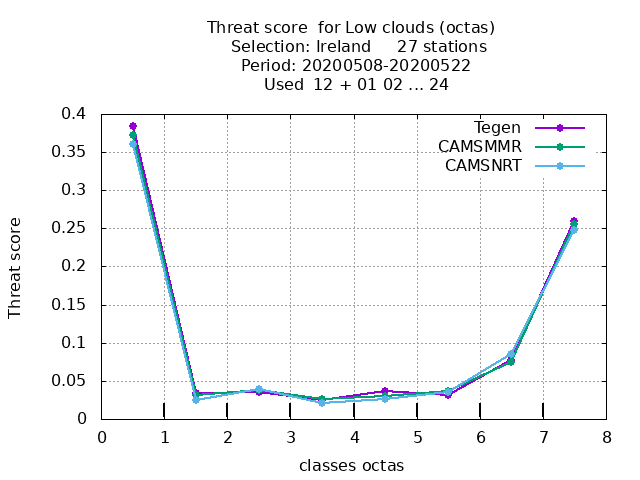 Threat score  for Low clouds (octas)
Selection: Ireland     27 stations
Period: 20200508-20200522
Used  12 + 01 02 ... 24
Tegen
CAMSMMR
CAMSNRT
0.4
0.35
0.3
0.25
0.2
0.15
0.1
0.05
0
Threat score
0 1 2 3 4 5 6 7 8
classes octas